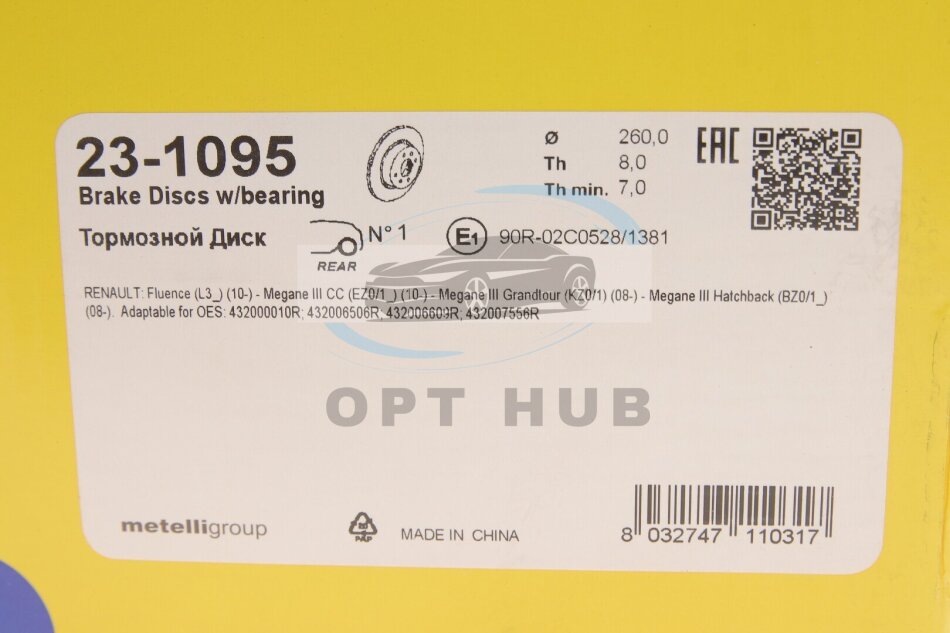 23-1095
Brake Discs w/bearing
Тормозной Диск
REAR
N° 1
Ø 260,0
Th 8,0
Th min. 7,0
EAC
E1 90R-02C0528/1381
RENAULT: Fluence (L3_) (10-) - Megane III CC (EZ0/1_) (10-) - Megane III Grandtour (KZ0/1) (08-) - Megane III Hatchback (BZ0/1_)
(08-). Adaptable for OES: 432000010R; 432006506R; 432006609R; 432007556R
OPT HUB
metelligroup
PAP
MADE IN CHINA
8 032747 110317